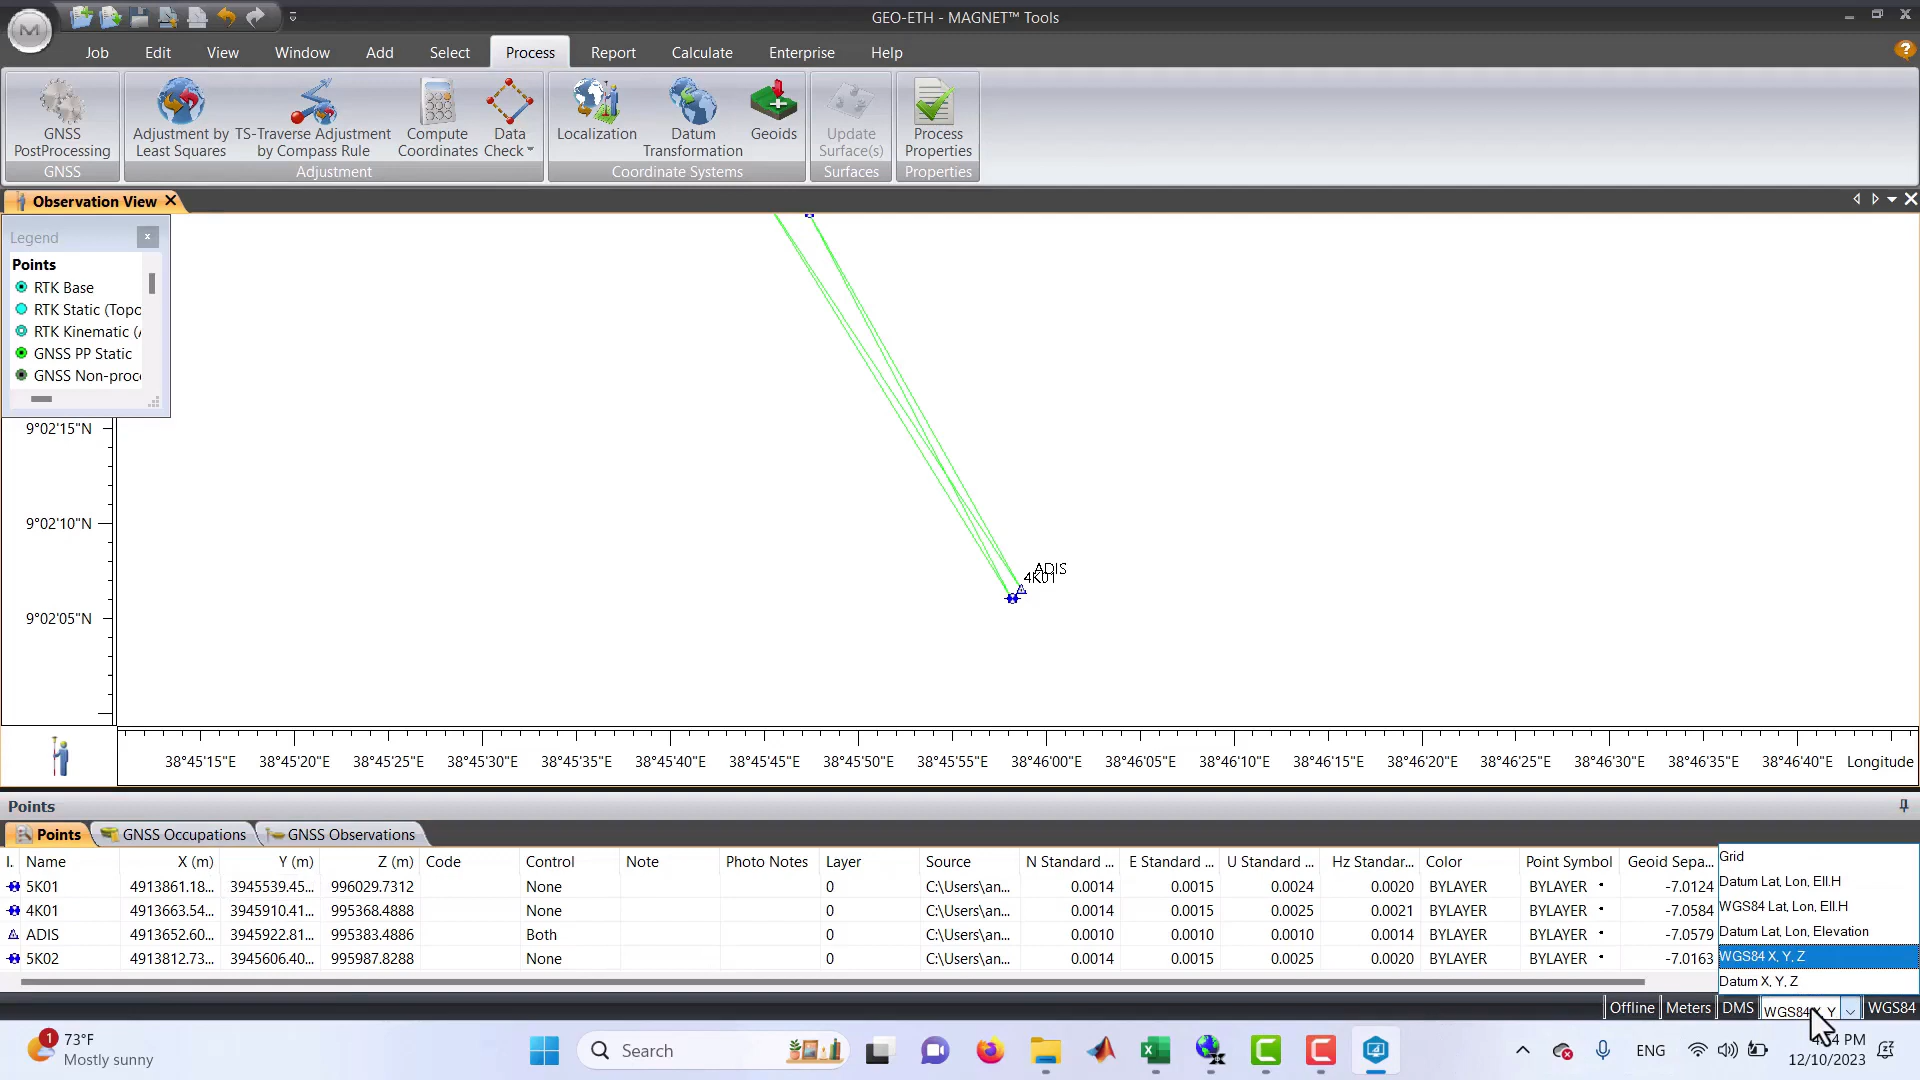 GEO-ETH - MAGNET™ Tools
Job Edit View Window Add Select Process Report Calculate Enterprise Help
GNSS PostProcessing
Adjustment by Least Squares
TS-Traverse Adjustment by Compass Rule
Compute Coordinates
Data Check
Localization
Datum Transformation
Geoids
Update Surface(s)
Process Properties
GNSS Adjustment Coordinate Systems Surfaces Properties
Observation View
Legend
Points
RTK Base
RTK Static (Topc
RTK Kinematic (A
GNSS PP Static
GNSS Non-proc
9°02'15"N
9°02'10"N
9°02'05"N
ADIS
4K01
38°45'15"E 38°45'20"E 38°45'25"E 38°45'30"E 38°45'35"E 38°45'40"E 38°45'45"E 38°45'50"E 38°45'55"E 38°46'00"E 38°46'05"E 38°46'10"E 38°46'15"E 38°46'20"E 38°46'25"E 38°46'30"E 38°46'35"E 38°46'40"E Longitude
Points
Points GNSS Occupations GNSS Observations
I. Name X (m) Y (m) Z (m) Code Control Note Photo Notes Layer Source N Standard ... E Standard ... U Standard ... Hz Standar... Color Point Symbol Geoid Sepa...
5K01 4913861.18... 3945539.45... 996029.7312 None 0 C:\Users\an... 0.0014 0.0015 0.0024 0.0020 BYLAYER BYLAYER -7.0124
4K01 4913663.54... 3945910.41... 995368.4888 None 0 C:\Users\an... 0.0014 0.0015 0.0025 0.0021 BYLAYER BYLAYER -7.0584
ADIS 4913652.60... 3945922.81... 995383.4886 Both 0 C:\Users\an... 0.0010 0.0010 0.0010 0.0014 BYLAYER BYLAYER -7.0579
5K02 4913812.73... 3945606.40... 995987.8288 None 0 C:\Users\an... 0.0014 0.0015 0.0025 0.0020 BYLAYER BYLAYER -7.0163
Grid
Datum Lat, Lon, Ell.H
WGS84 Lat, Lon, Ell.H
Datum Lat, Lon, Elevation
WGS84 X, Y, Z
Datum X, Y, Z
Offline Meters DMS WGS84 X, Y WGS84
1
73°F
Mostly sunny
Search
ENG
PM
12/10/2023